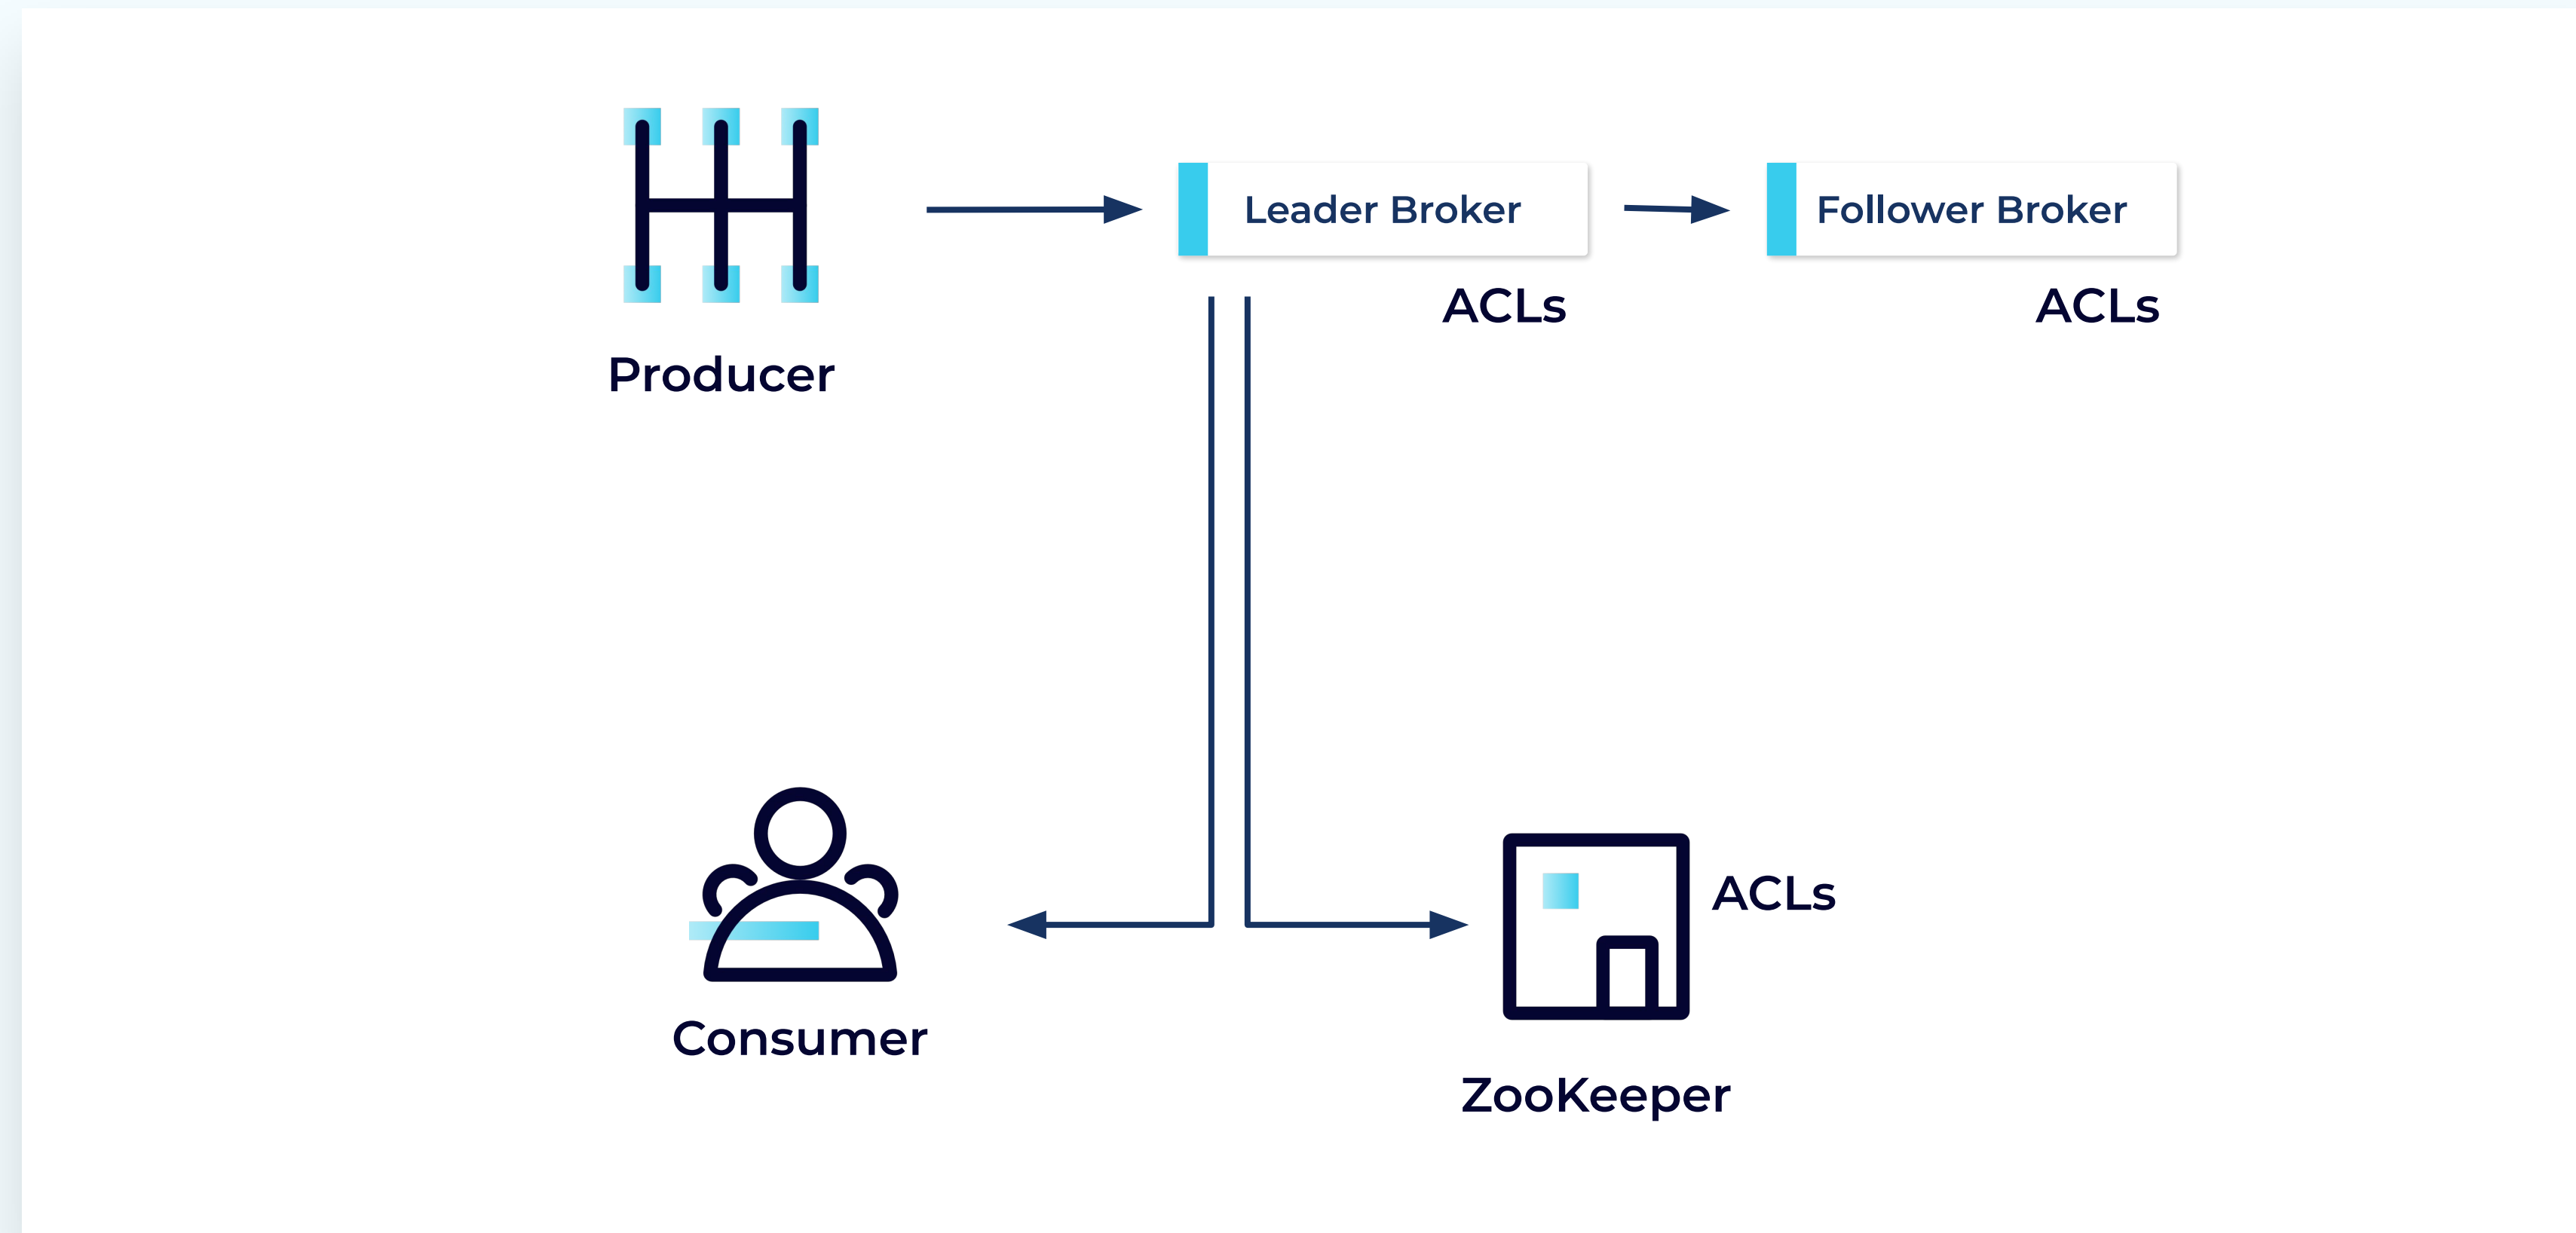 Leader Broker
Follower Broker
ACLs
ACLs
Producer
ACLs
Consumer
ZooKeeper